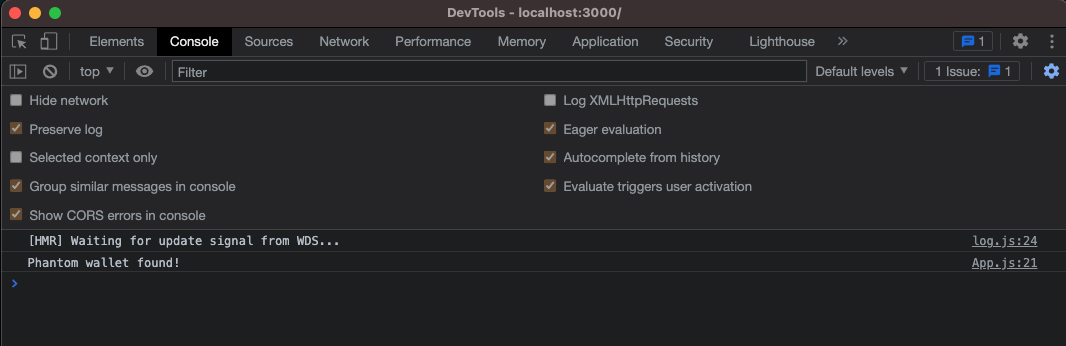 DevTools - localhost:3000/
Elements Console Sources Network Performance Memory Application Security Lighthouse » 1
top ▼ Filter Default levels ▼ 1 Issue: 1
Hide network Log XMLHttpRequests
Preserve log Eager evaluation
Selected context only Autocomplete from history
Group similar messages in console Evaluate triggers user activation
Show CORS errors in console
[HMR] Waiting for update signal from WDS... log.js:24
Phantom wallet found! App.js:21
>